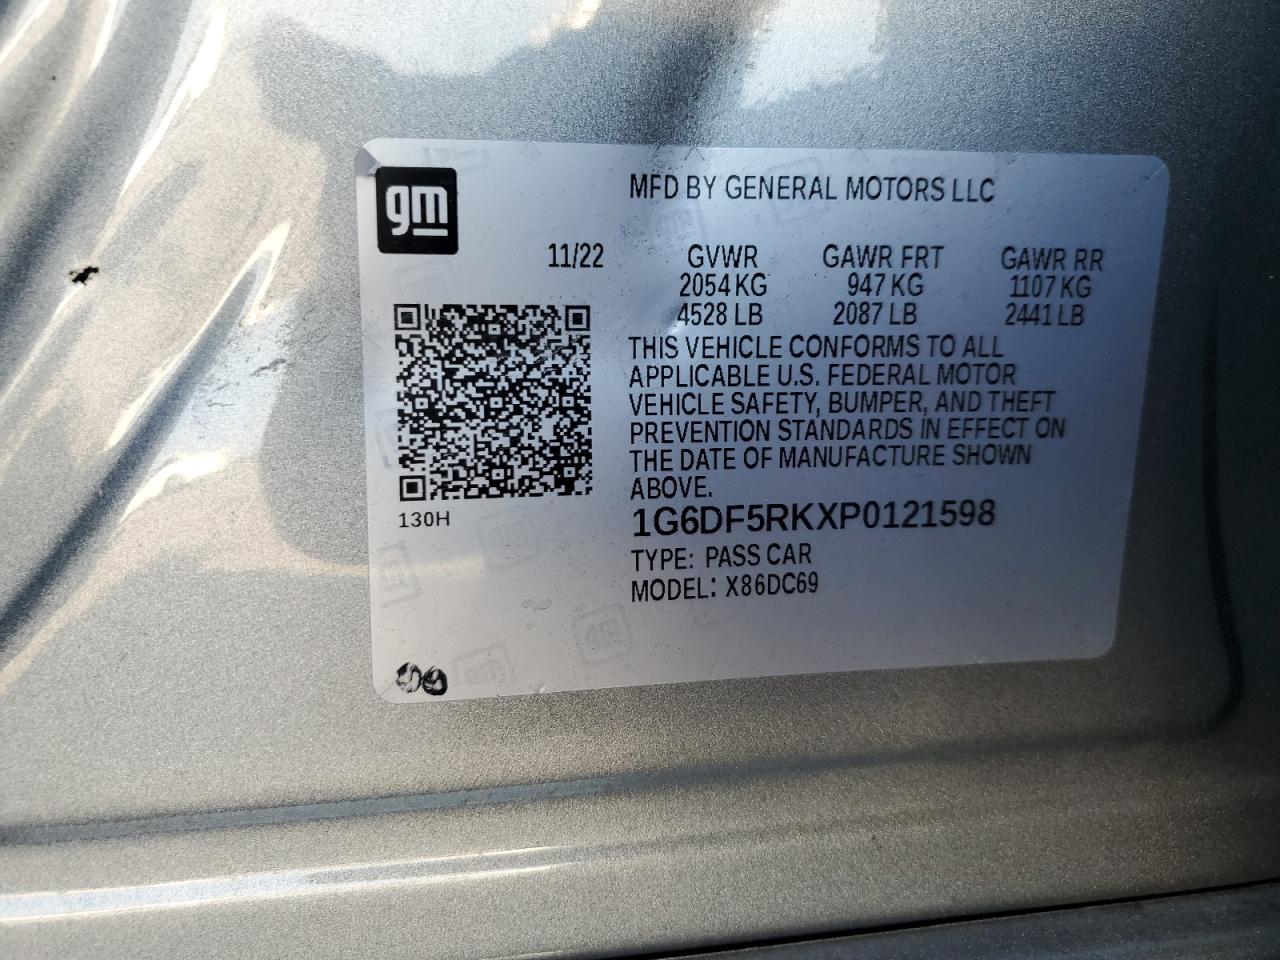 gm
MFD BY GENERAL MOTORS LLC
11/22 GVWR GAWR FRT GAWR RR
2054 KG 947 KG 1107 KG
4528 LB 2087 LB 2441 LB
THIS VEHICLE CONFORMS TO ALL
APPLICABLE U.S. FEDERAL MOTOR
VEHICLE SAFETY, BUMPER, AND THEFT
PREVENTION STANDARDS IN EFFECT ON
THE DATE OF MANUFACTURE SHOWN
ABOVE.
130H
1G6DF5RKXP0121598
TYPE: PASS CAR
MODEL: X86DC69